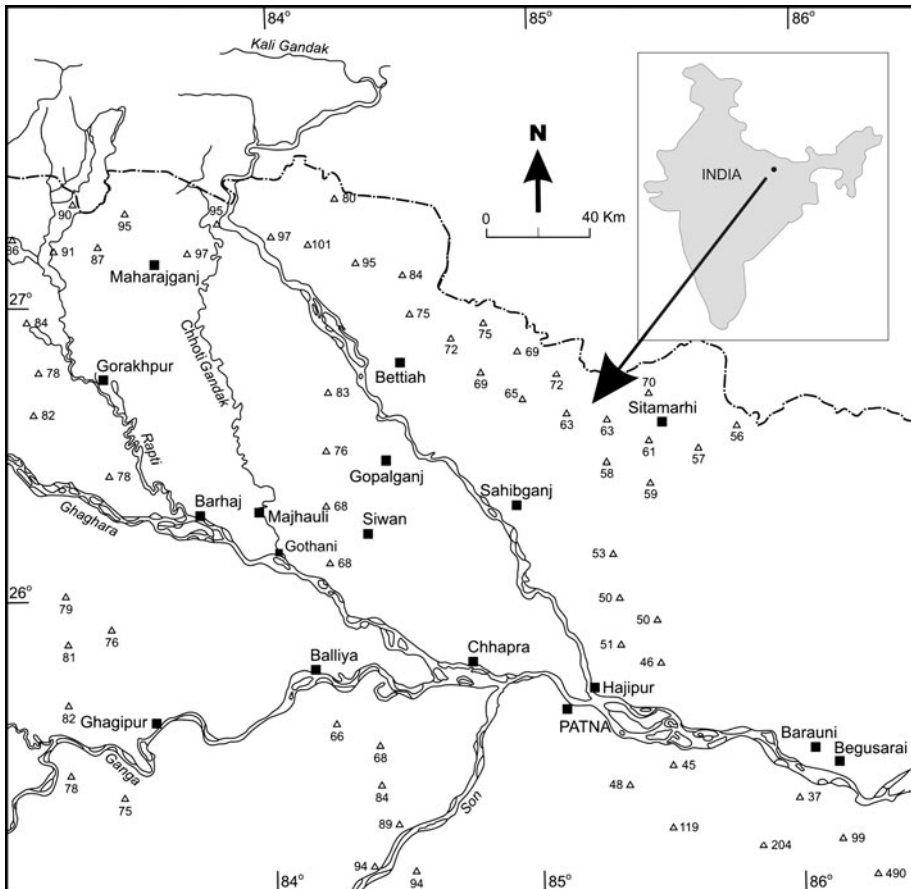 84°
85°
86°
Kali Gandak
N
0
40 Km
INDIA
80
90
95
95
97
101
86
91
87
97
95
84
Maharajganj
27°
84
75
75
72
69
Chhoti Gandak
Bettiah
78
Gorakhpur
69
72
70
83
65
82
63
63
Sitamarhi
56
Rapti
76
61
57
Gopalganj
58
78
59
Sahibganj
Ghaghara
Barhaj
Majhauli
68
Siwan
Gothani
53
68
26°
79
50
50
76
81
51
46
Balliya
Chhapra
Hajipur
82
Ghagipur
66
PATNA
Barauni
Begusarai
68
45
Ganga
78
84
48
37
75
Son
89
119
99
204
94
94
490
84°
85°
86°